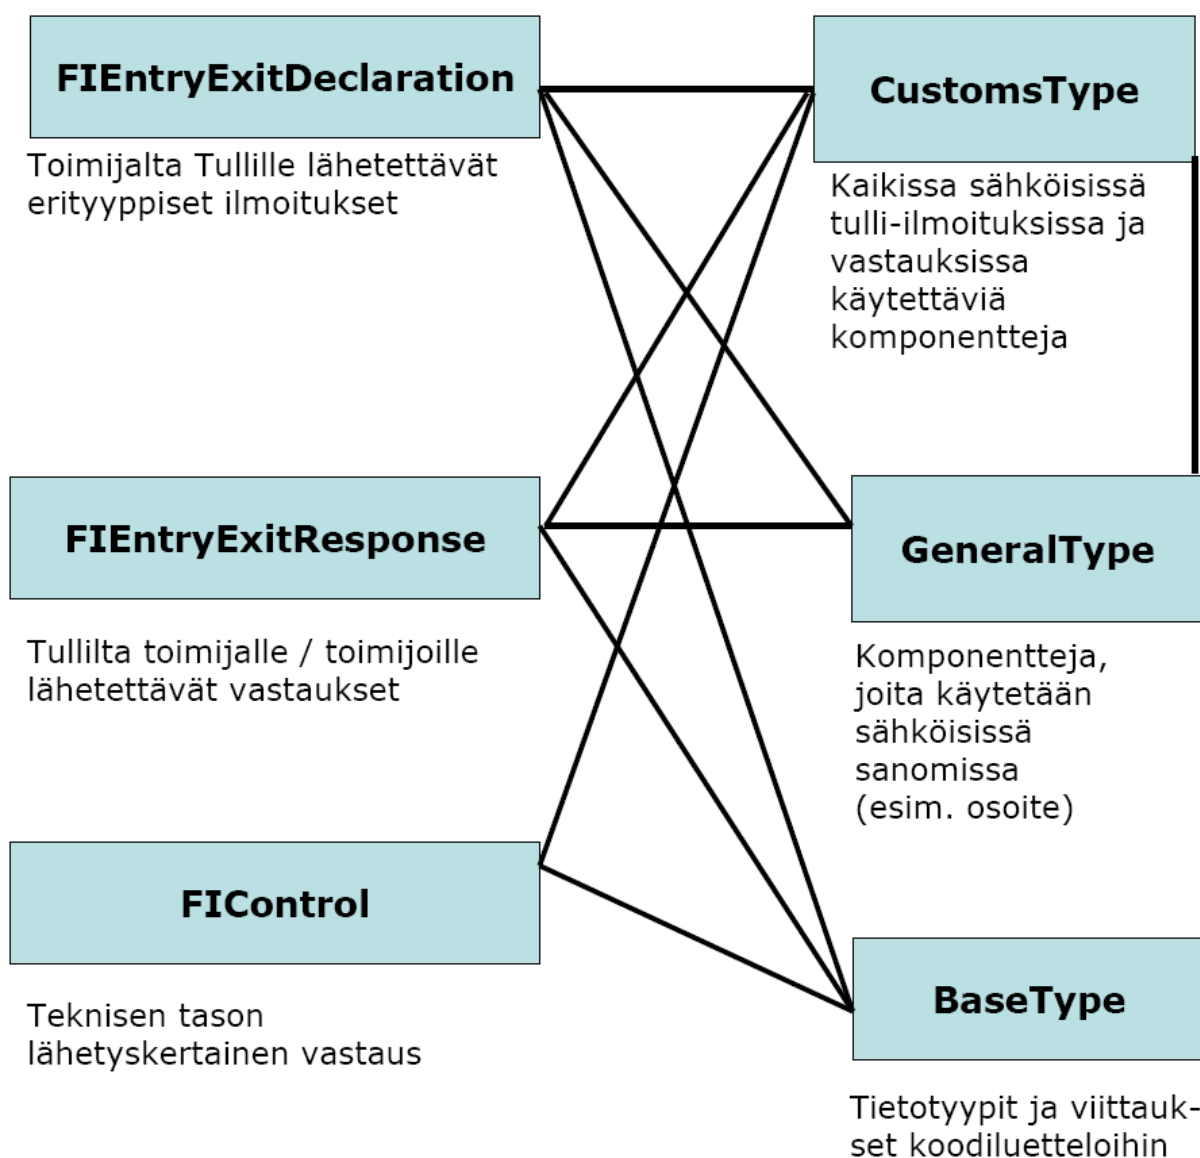 FIEntryExitDeclaration
Toimijalta Tullille lähetettävät
erityyppiset ilmoitukset
CustomsType
Kaikissa sähköisissä
tulli-ilmoituksissa ja
vastauksissa
käytettäviä
komponentteja
FIEntryExitResponse
Tullilta toimijalle / toimijoille
lähetettävät vastaukset
GeneralType
Komponentteja,
joita käytetään
sähköisissä
sanomissa
(esim. osoite)
FIControl
Teknisen tason
lähetyskertainen vastaus
BaseType
Tietotyypit ja viittauk-
set koodiluetteloihin